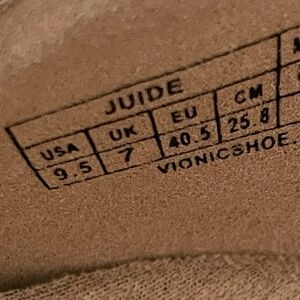 JUIDE
USA UK EU CM
9.5 7 40.5 25.8
VIONICSHOE.